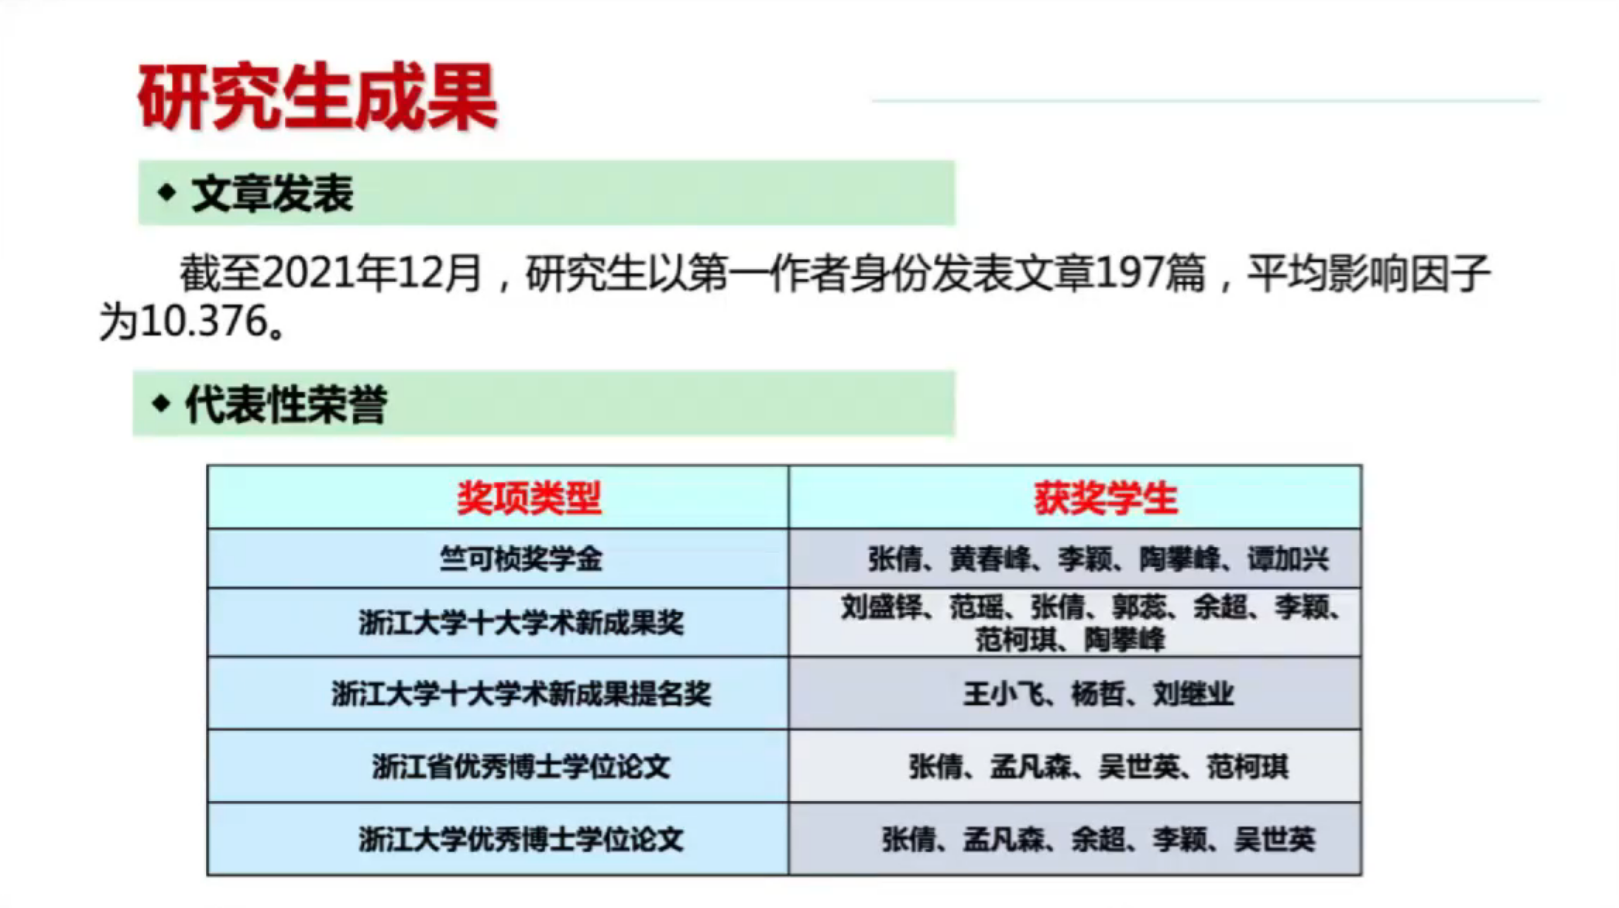 研究生成果
◆ 文章发表
截至2021年12月，研究生以第一作者身份发表文章197篇，平均影响因子
为10.376。
◆ 代表性荣誉
奖项类型 获奖学生
竺可桢奖学金 张倩、黄春峰、李颖、陶攀峰、谭加兴
浙江大学十大学术新成果奖 刘盛铎、范瑶、张倩、郭蕊、余超、李颖、
范柯琪、陶攀峰
浙江大学十大学术新成果提名奖 王小飞、杨哲、刘继业
浙江省优秀博士学位论文 张倩、孟凡森、吴世英、范柯琪
浙江大学优秀博士学位论文 张倩、孟凡森、余超、李颖、吴世英